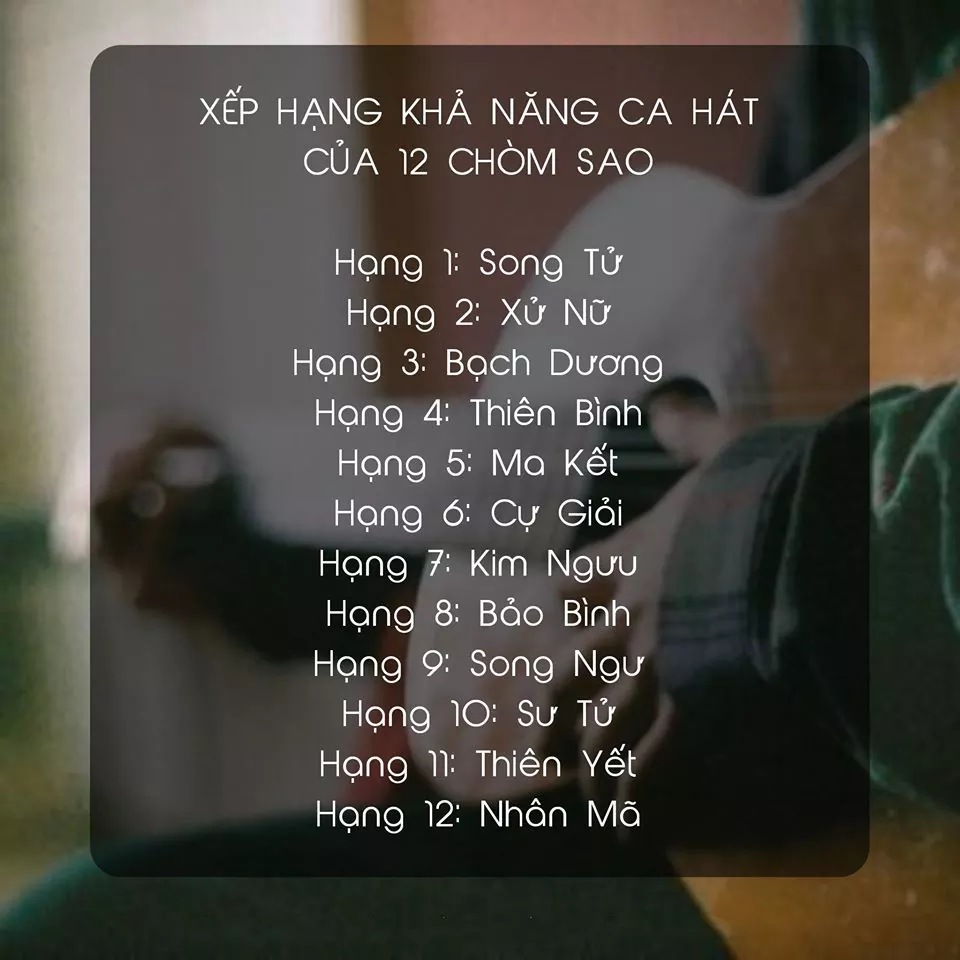 XẾP HẠNG KHẢ NĂNG CA HÁT
CỦA 12 CHÒM SAO
Hạng 1: Song Tử
Hạng 2: Xử Nữ
Hạng 3: Bạch Dương
Hạng 4: Thiên Bình
Hạng 5: Ma Kết
Hạng 6: Cự Giải
Hạng 7: Kim Ngưu
Hạng 8: Bảo Bình
Hạng 9: Song Ngư
Hạng 10: Sư Tử
Hạng 11: Thiên Yết
Hạng 12: Nhân Mã